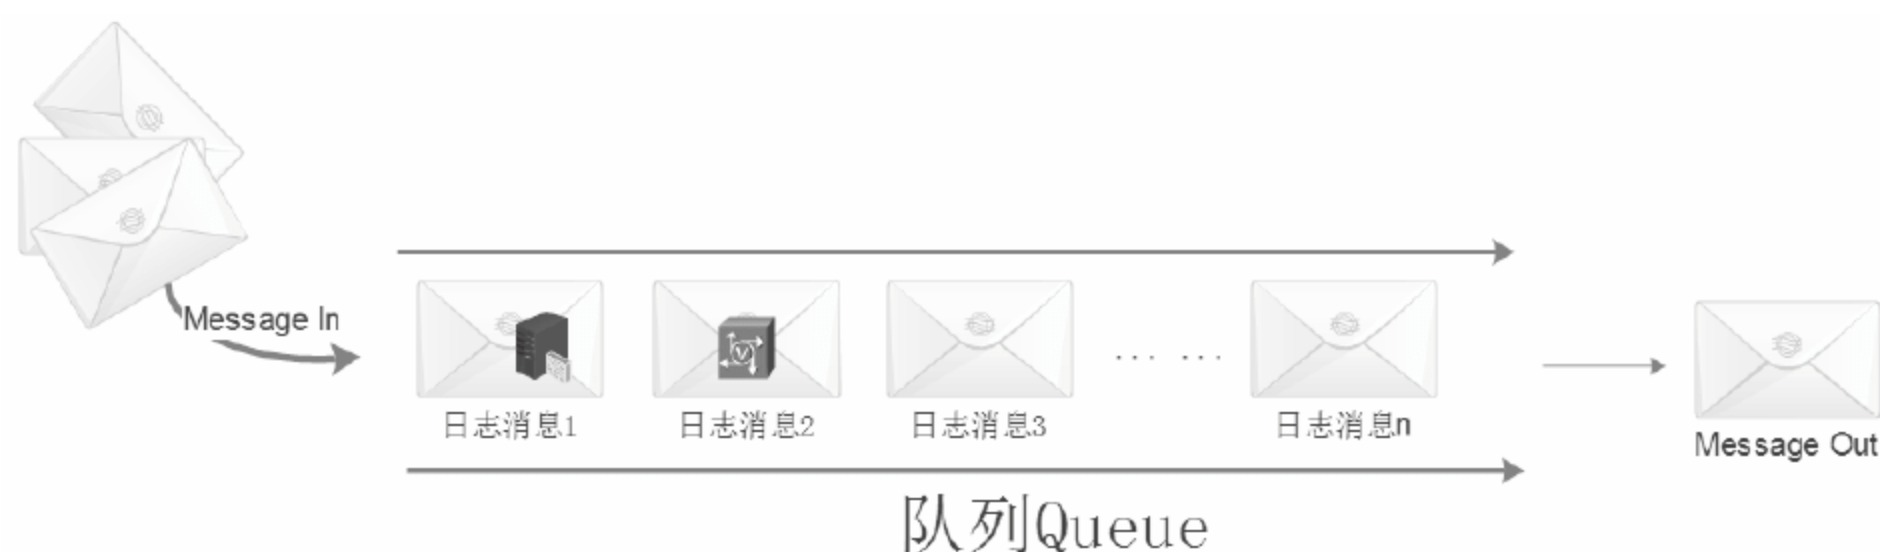 Message In
日志消息1
日志消息2
日志消息3
... ...
日志消息n
Message Out
队列Queue